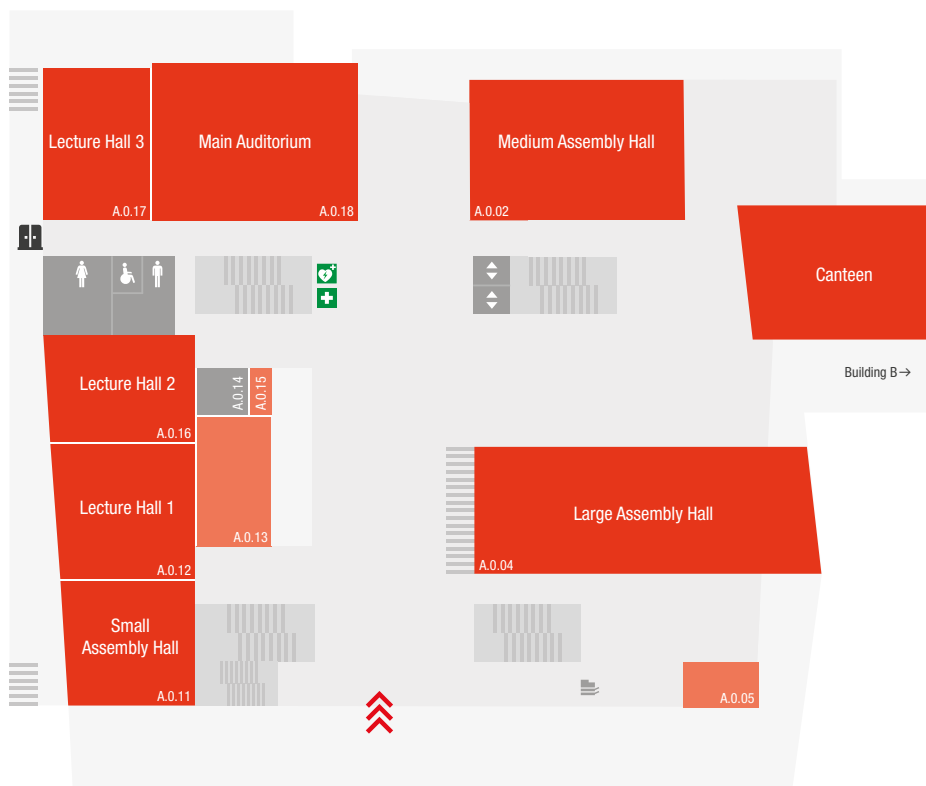 Lecture Hall 3
A.0.17
Main Auditorium
A.0.18
Medium Assembly Hall
A.0.02
Canteen
Building B→
Lecture Hall 2
A.0.16
A.0.14
A.0.15
Lecture Hall 1
A.0.12
A.0.13
Large Assembly Hall
A.0.04
Small
Assembly Hall
A.0.11
A.0.05